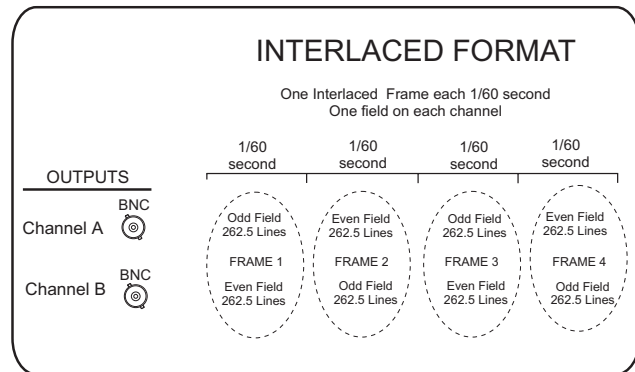 INTERLACED FORMAT
One Interlaced Frame each 1/60 second
One field on each channel
1/60
second
1/60
second
1/60
second
1/60
second
OUTPUTS
BNC
Channel A
Odd Field
262.5 Lines
Even Field
262.5 Lines
Odd Field
262.5 Lines
Even Field
262.5 Lines
FRAME 1
FRAME 2
FRAME 3
FRAME 4
BNC
Channel B
Even Field
262.5 Lines
Odd Field
262.5 Lines
Even Field
262.5 Lines
Odd Field
262.5 Lines